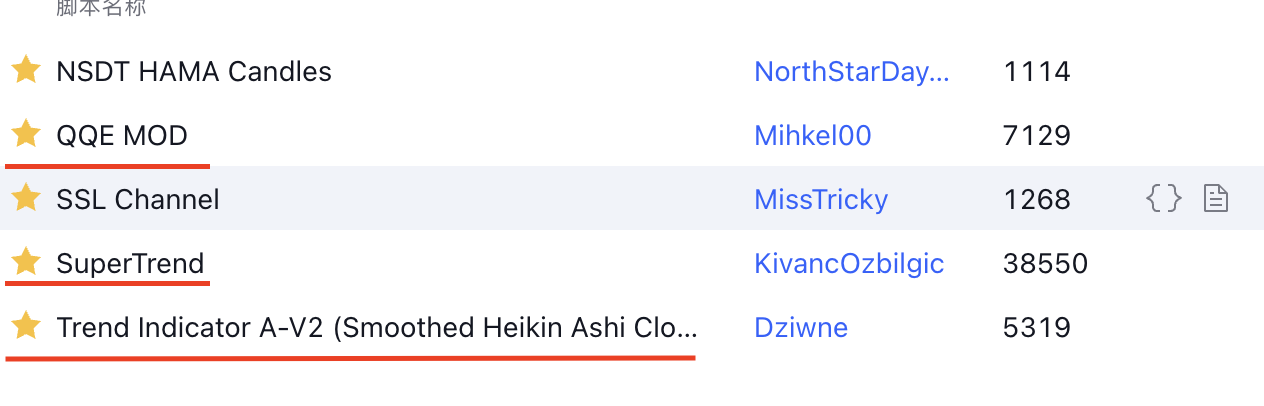 脚本名称
NSDT HAMA Candles NorthStarDay... 1114
QQE MOD Mihkel00 7129
SSL Channel MissTricky 1268 {}
SuperTrend KivancOzbilgic 38550
Trend Indicator A-V2 (Smoothed Heikin Ashi Clo... Dziwne 5319